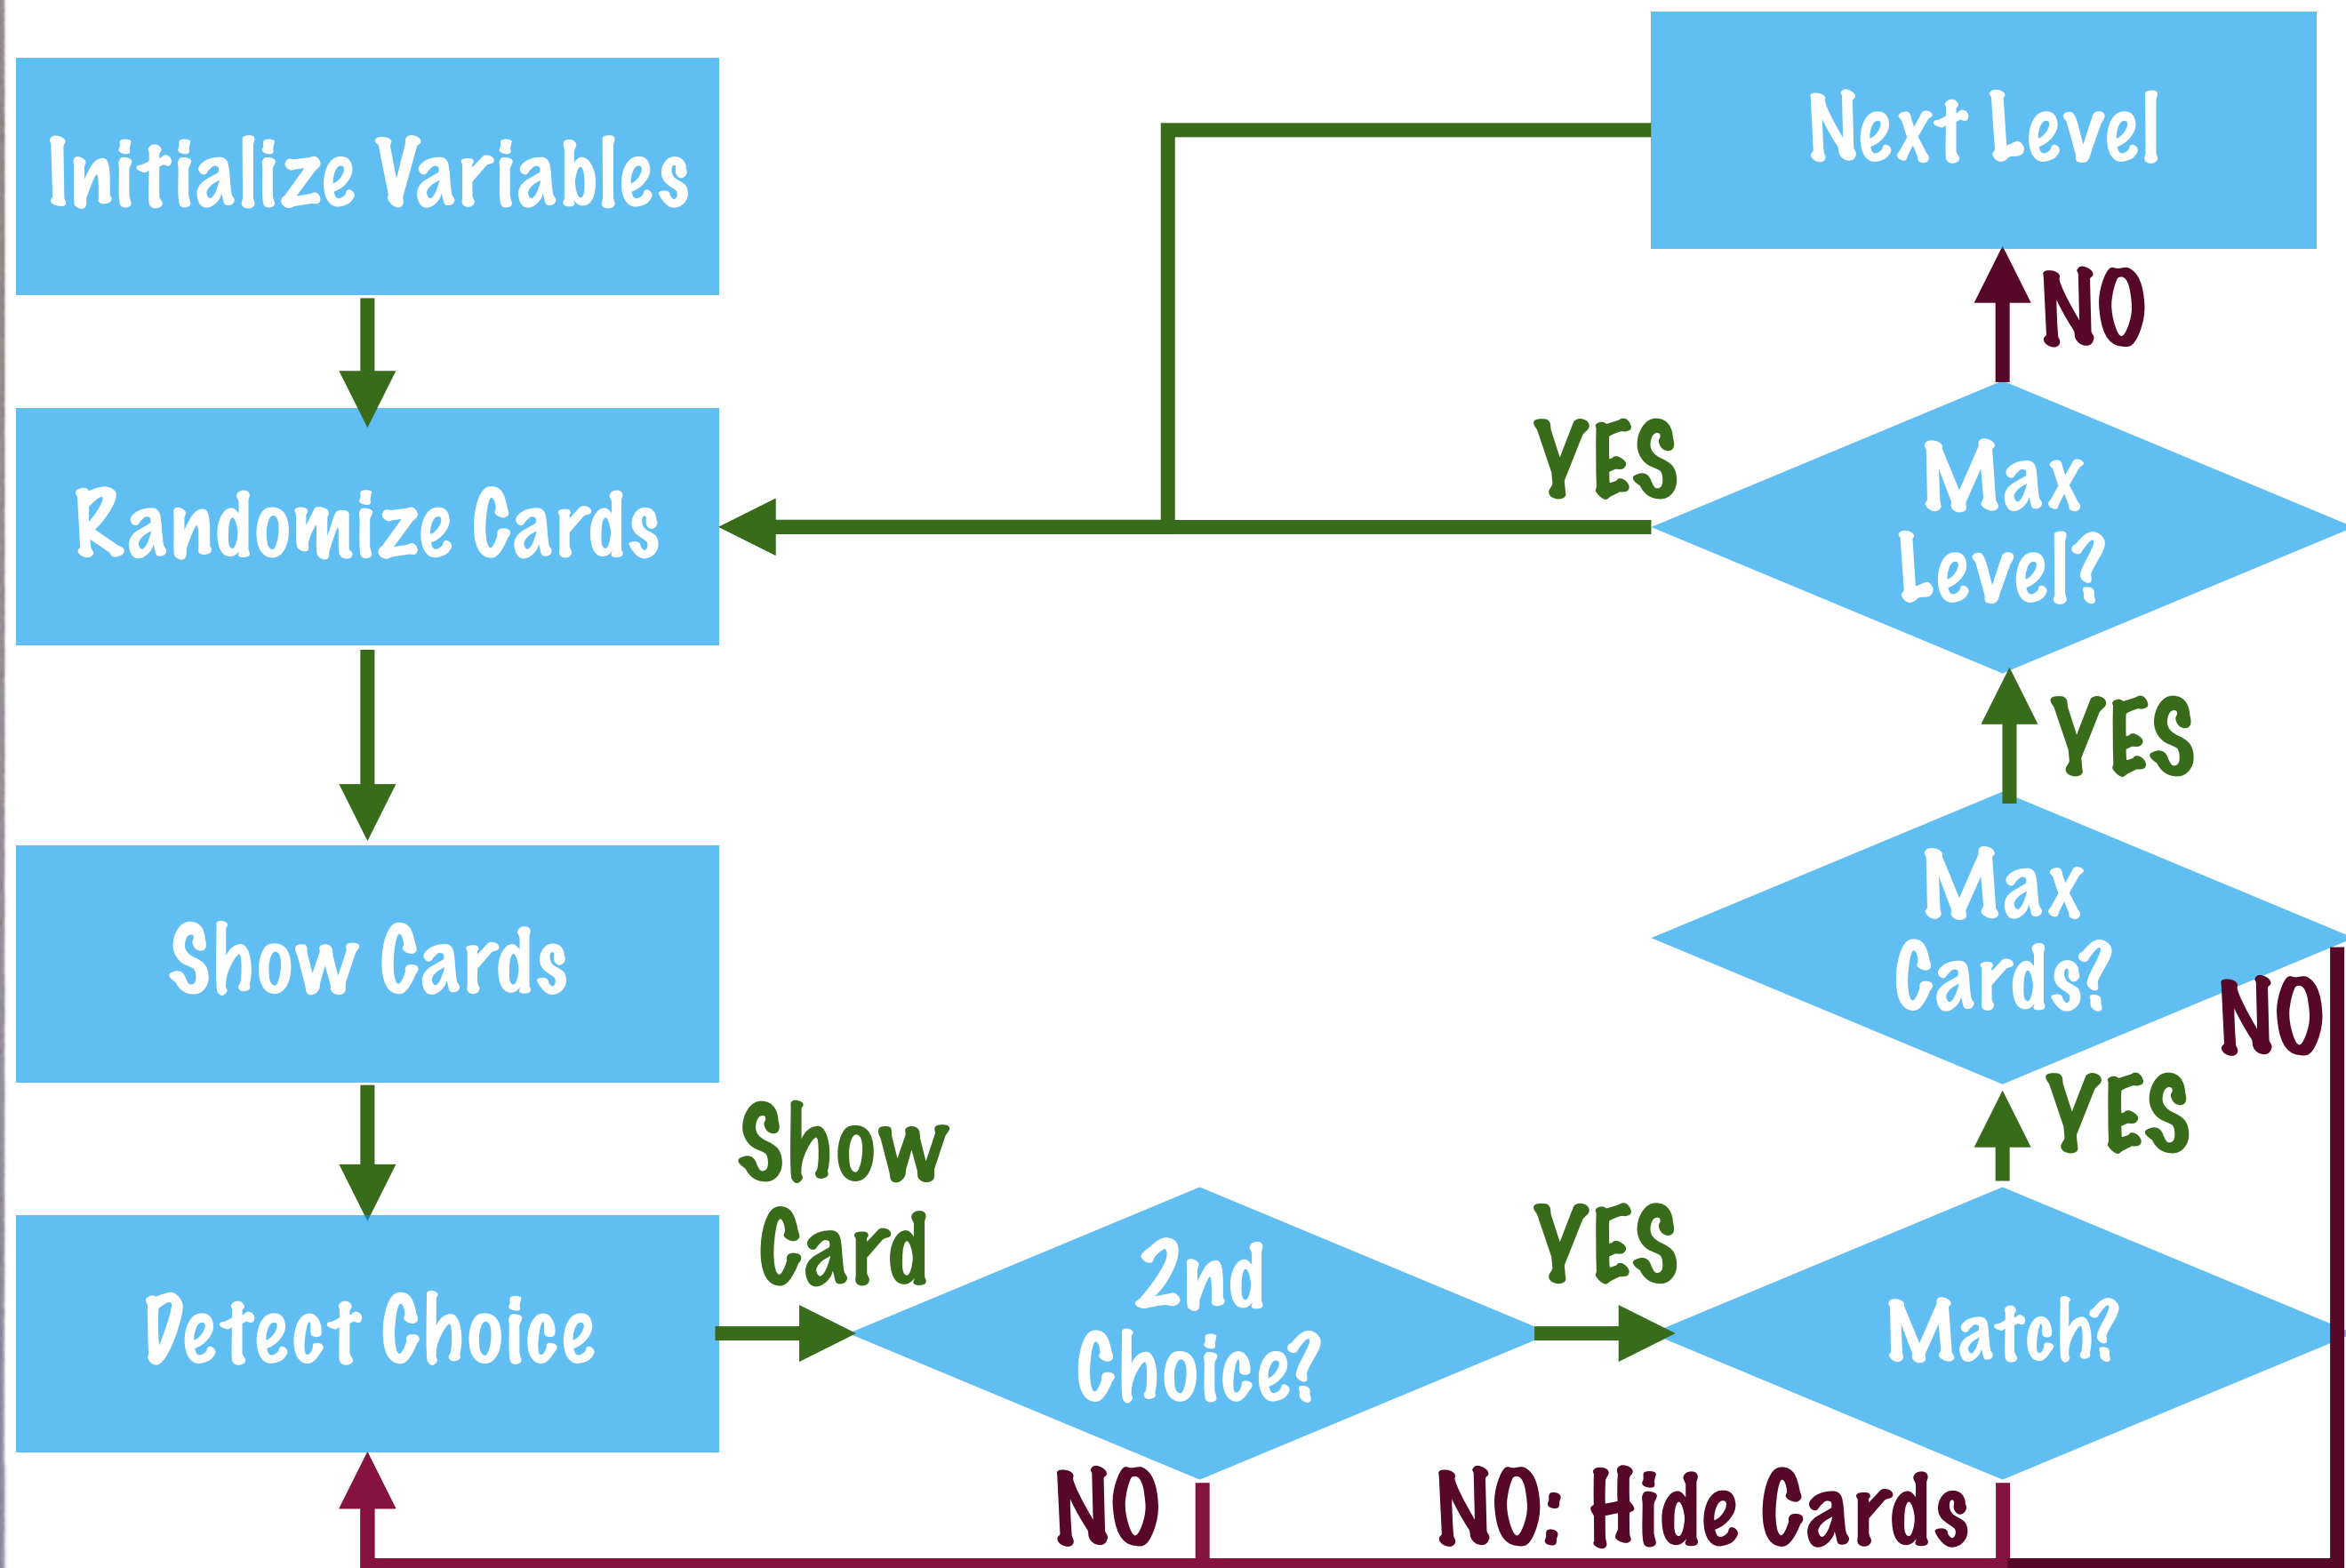 Initialize Variables
Next Level
NO
YES
Randomize Cards
Max
Level?
YES
Show Cards
Max
Cards?
NO
YES
Show
Card
YES
Detect Choice
2nd
Choice?
Match?
NO
NO: Hide Cards